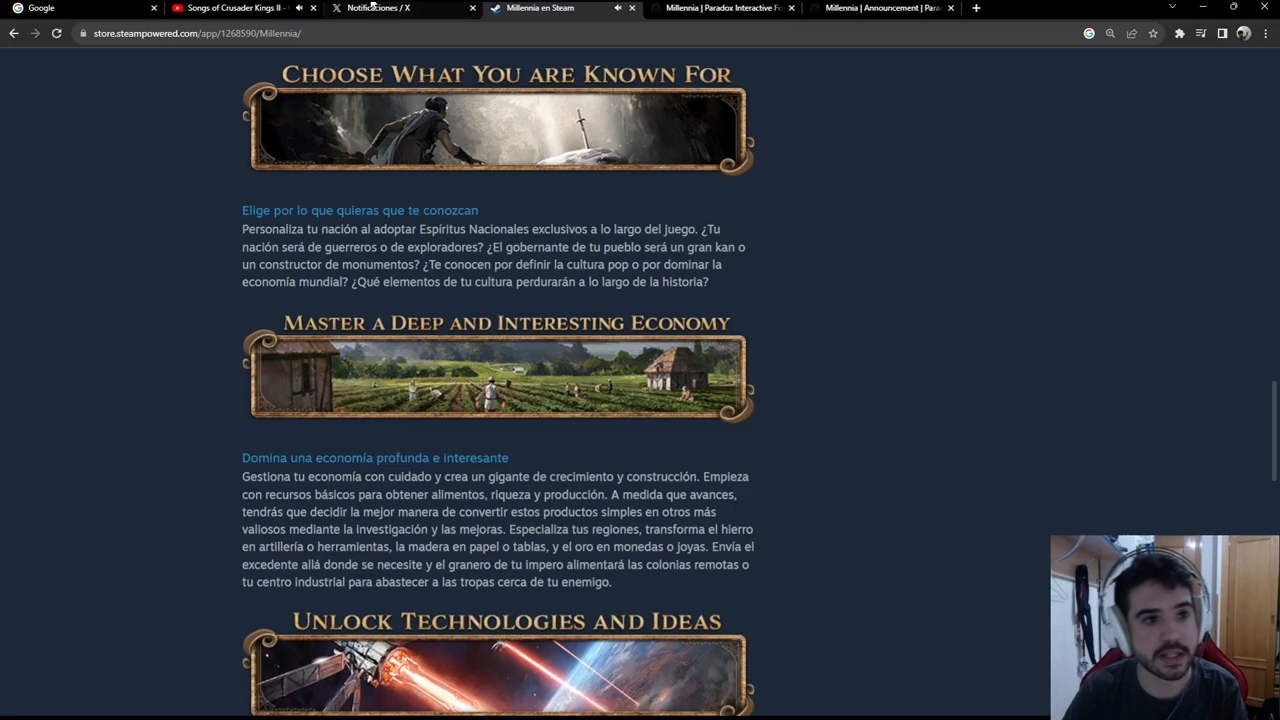 Google
Songs of Crusader Kings II -
Notificaciones / X
Millennia en Steam
Millennia | Paradox Interactive Fo
Millennia | Announcement | Para
store.steampowered.com/app/1268590/Millennia/
CHOOSE WHAT YOU ARE KNOWN FOR
Elige por lo que quieras que te conozcan
Personaliza tu nación al adoptar Espíritus Nacionales exclusivos a lo largo del juego. ¿Tu
nación será de guerreros o de exploradores? ¿El gobernante de tu pueblo será un gran kan o
un constructor de monumentos? ¿Te conocen por definir la cultura pop o por dominar la
economía mundial? ¿Qué elementos de tu cultura perdurarán a lo largo de la historia?
MASTER A DEEP AND INTERESTING ECONOMY
Domina una economía profunda e interesante
Gestiona tu economía con cuidado y crea un gigante de crecimiento y construcción. Empieza
con recursos básicos para obtener alimentos, riqueza y producción. A medida que avances,
tendrás que decidir la mejor manera de convertir estos productos simples en otros más
valiosos mediante la investigación y las mejoras. Especializa tus regiones, transforma el hierro
en artillería o herramientas, la madera en papel o tablas, y el oro en monedas o joyas. Envía el
excedente allá donde se necesite y el granero de tu imperio alimentará las colonias remotas o
tu centro industrial para abastecer a las tropas cerca de tu enemigo.
UNLOCK TECHNOLOGIES AND IDEAS